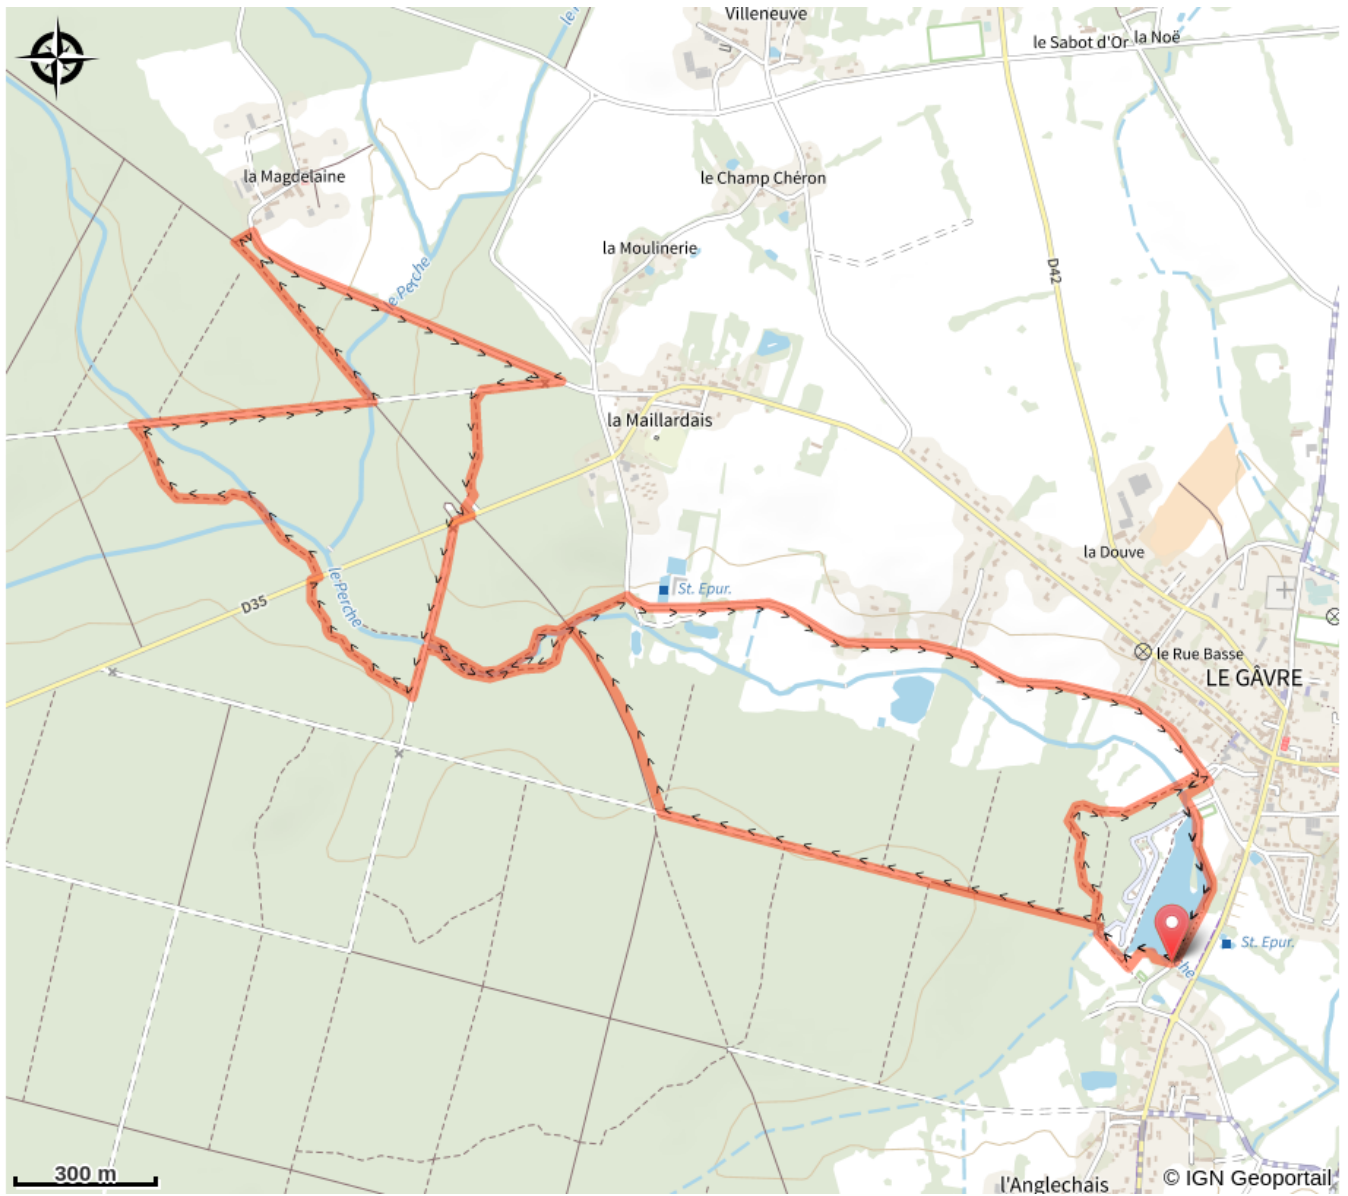 Villeneuve
le Sabot d'Or
la Noë
la Magdelaine
le Champ Chéron
la Moulinerie
D42
e Perche
la Maillardais
la Douve
St. Epur.
le Perche
D35
le Rue Basse
LE GÂVRE
St. Epur.
che
300 m
l'Anglechais
© IGN Geoportail